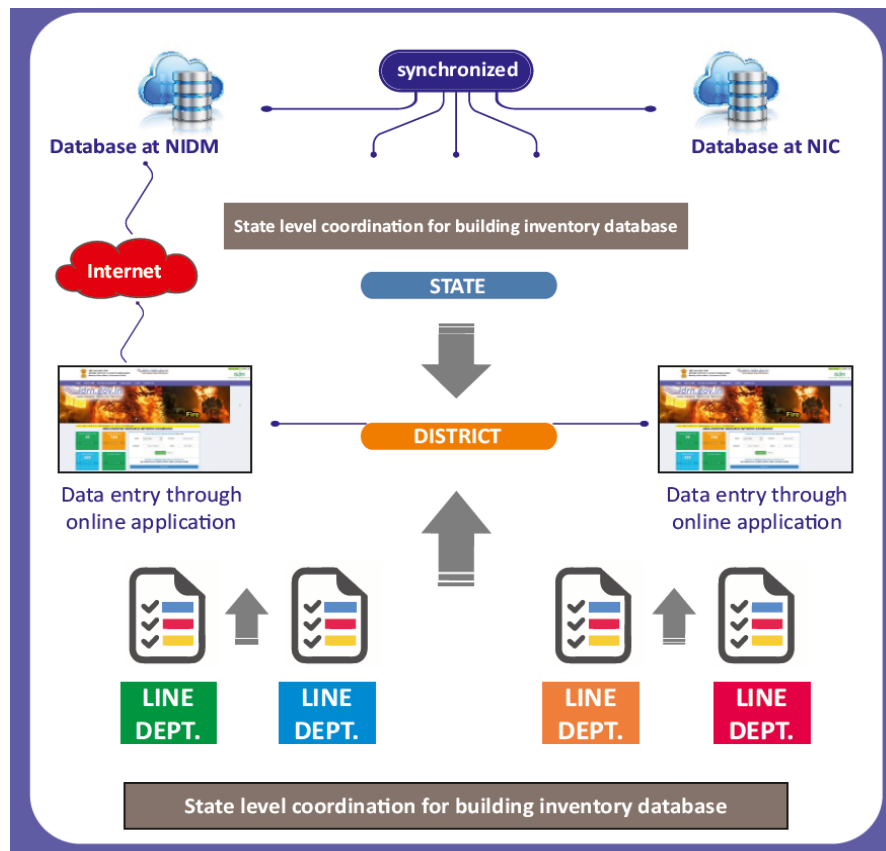 synchronized
Database at NIDM
Database at NIC
State level coordination for building inventory database
Internet
STATE
Fire
DISTRICT
Data entry through
online application
Data entry through
online application
LINE
DEPT.
LINE
DEPT.
LINE
DEPT.
LINE
DEPT.
State level coordination for building inventory database